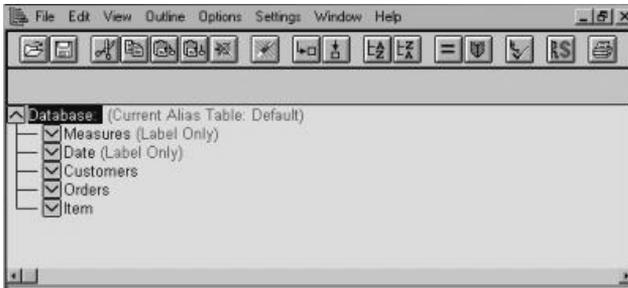 File Edit View Outline Options Settings Window Help
A Z Z A = RS
Database: (Current Alias Table: Default)
Measures (Label Only)
Date (Label Only)
Customers
Orders
Item